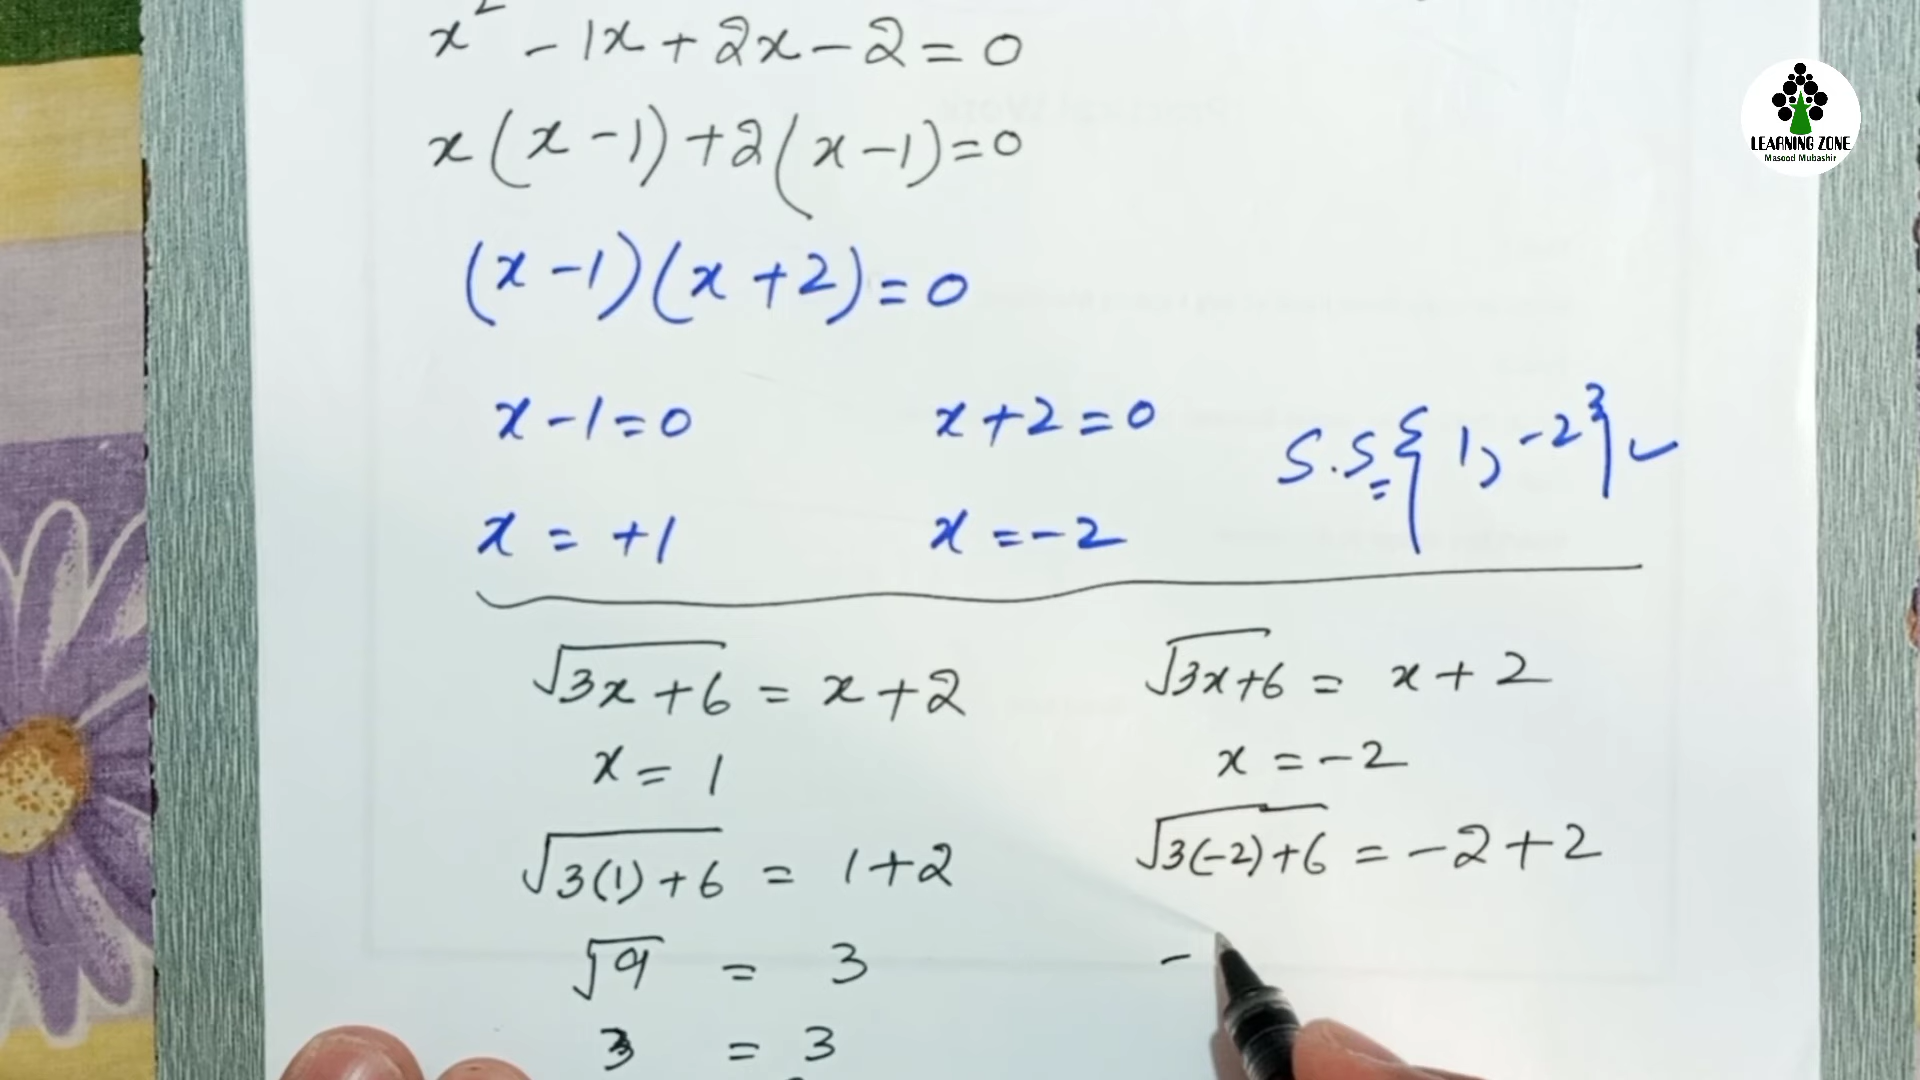 x² - 1x + 2x - 2 = 0
x(x - 1) + 2(x - 1) = 0
(x - 1)(x + 2) = 0
x - 1 = 0
x + 2 = 0
S.S = {1, -2}
x = +1
x = -2
√3x + 6 = x + 2
x = 1
√3(1) + 6 = 1 + 2
√9 = 3
3 = 3
√3x + 6 = x + 2
x = -2
√3(-2) + 6 = -2 + 2
-
LEARNING ZONE
Masood Mubashir